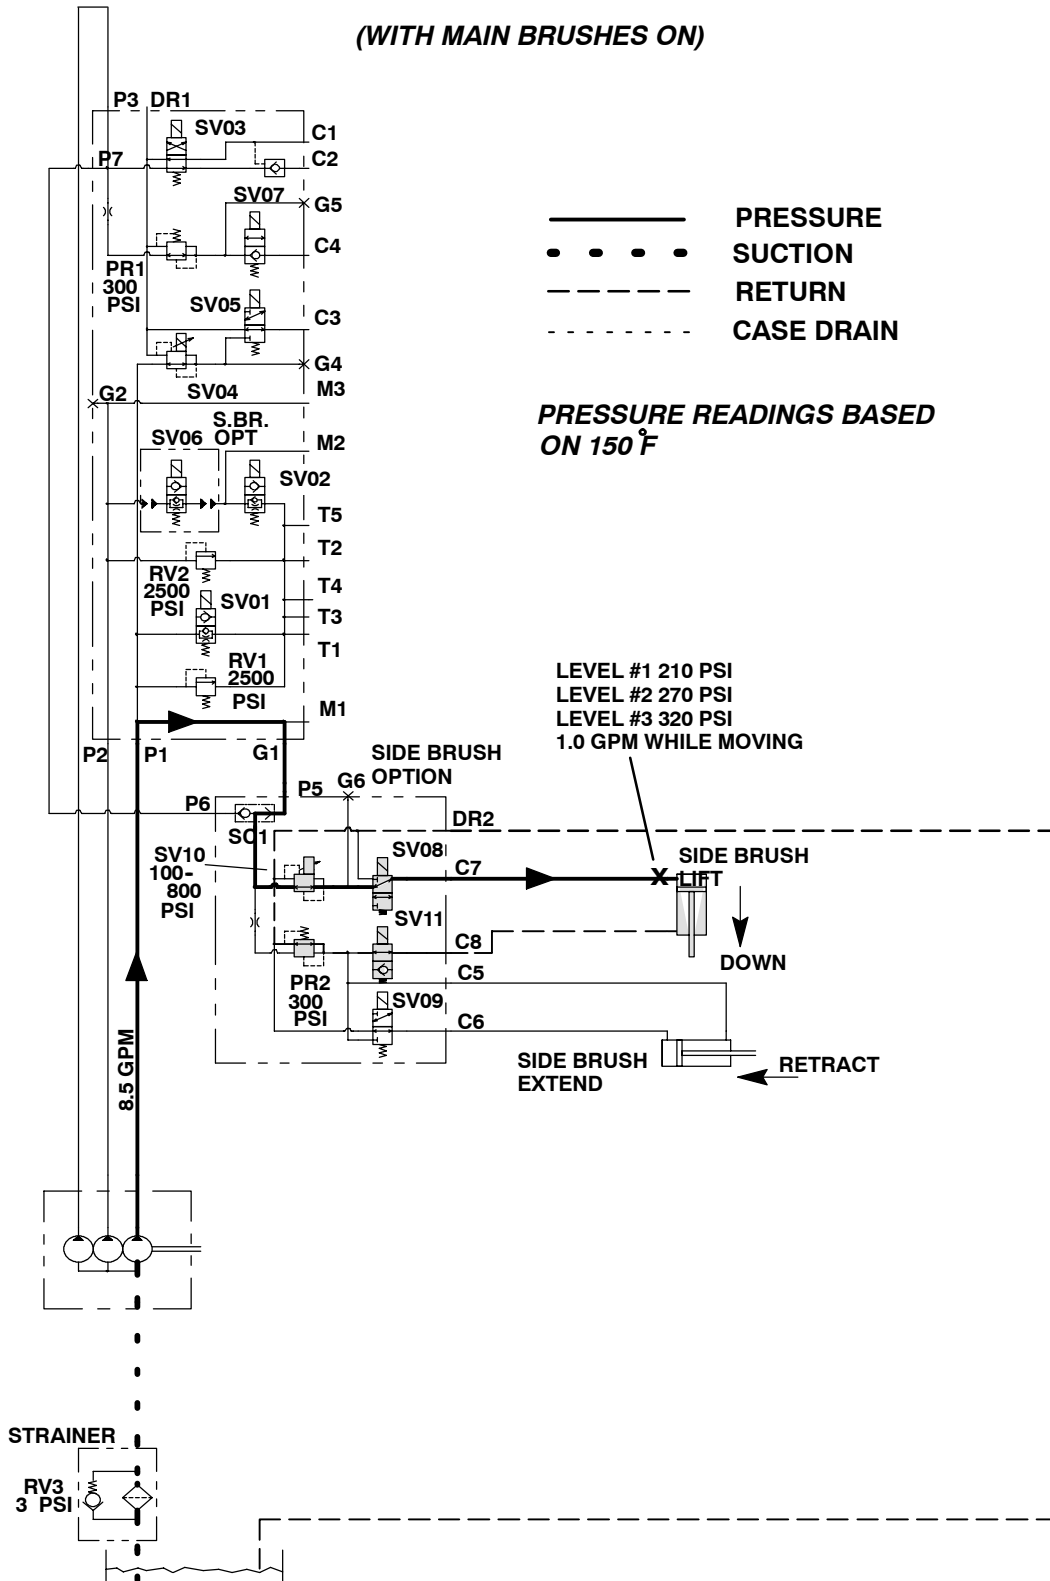 (WITH MAIN BRUSHES ON)
P3 DR1
SV03
C1
P7
C2
SV07
G5
C4
PR1
300
PSI
SV05
C3
G4
SV04
G2
M3
S.BR.
OPT
SV06
M2
SV02
T5
T2
RV2
2500
PSI
T4
SV01
T3
T1
RV1
2500
PSI
M1
P2
P1
G1
PRESSURE
SUCTION
RETURN
CASE DRAIN
PRESSURE READINGS BASED
ON 150°F
LEVEL #1 210 PSI
LEVEL #2 270 PSI
LEVEL #3 320 PSI
1.0 GPM WHILE MOVING
SIDE BRUSH
OPTION
P5
G6
P6
SC1
DR2
SV10
100-
800
PSI
SV08
C7
X
SIDE BRUSH
LIFT
SV11
C8
DOWN
PR2
300
PSI
C5
SV09
C6
SIDE BRUSH
EXTEND
RETRACT
8.5 GPM
STRAINER
RV3
3 PSI